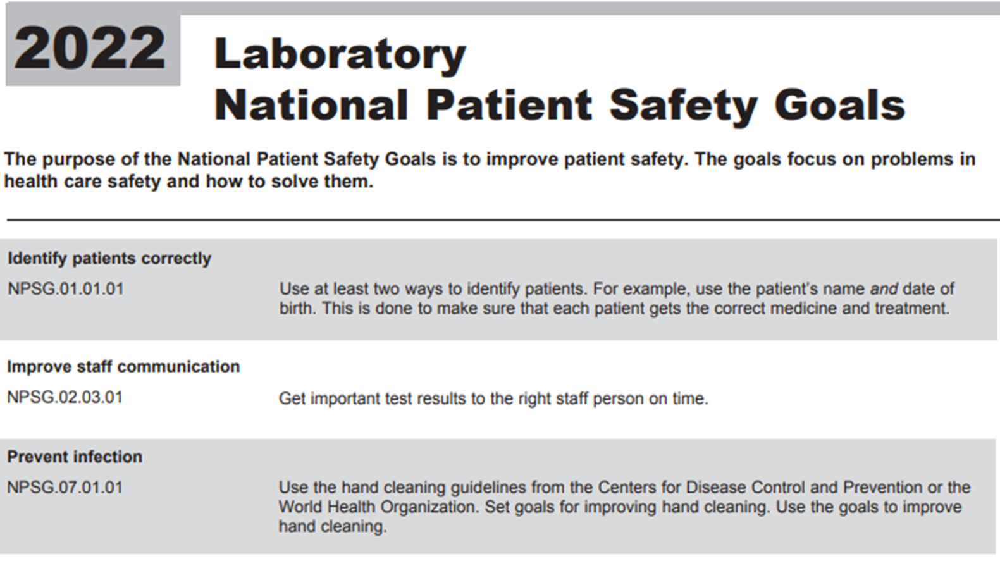 2022
Laboratory
National Patient Safety Goals
The purpose of the National Patient Safety Goals is to improve patient safety. The goals focus on problems in
health care safety and how to solve them.
Identify patients correctly
NPSG.01.01.01
Use at least two ways to identify patients. For example, use the patient's name and date of
birth. This is done to make sure that each patient gets the correct medicine and treatment.
Improve staff communication
NPSG.02.03.01
Get important test results to the right staff person on time.
Prevent infection
NPSG.07.01.01
Use the hand cleaning guidelines from the Centers for Disease Control and Prevention or the
World Health Organization. Set goals for improving hand cleaning. Use the goals to improve
hand cleaning.